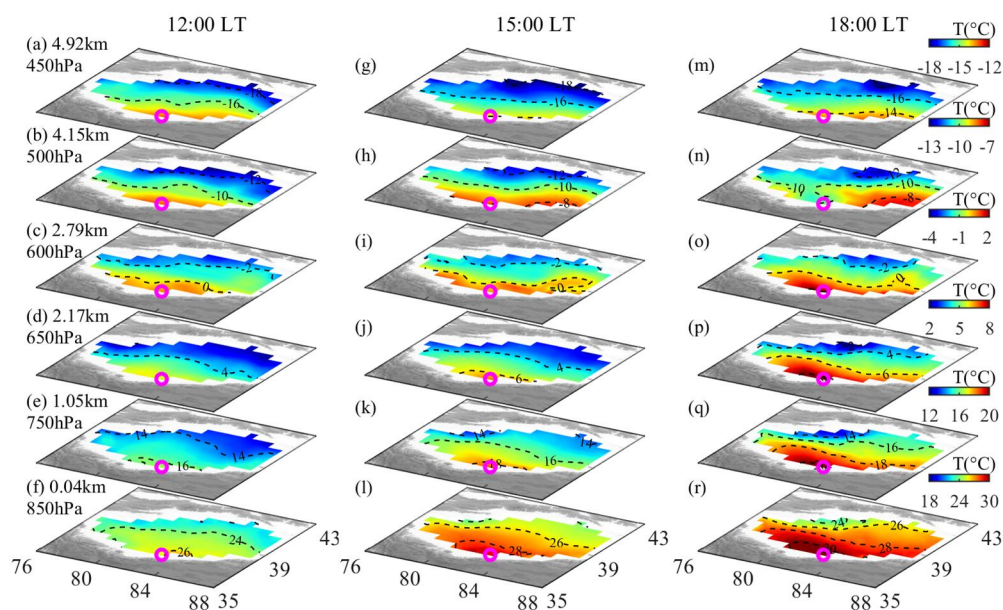 12:00 LT 15:00 LT 18:00 LT
(a) 4.92km
450hPa
(g)
(m)
T(°C)
-18 -15 -12
-18
-16
-18
-16
-16
-14
(b) 4.15km
500hPa
(h)
(n)
T(°C)
-13 -10 -7
-12
-10
-12
-10
-8
-10
-10
-8
(c) 2.79km
600hPa
(i)
(o)
T(°C)
-4 -1 2
-2
0
-2
0
-2
0
(d) 2.17km
650hPa
(j)
(p)
T(°C)
2 5 8
4
4
6
4
6
(e) 1.05km
750hPa
(k)
(q)
T(°C)
12 16 20
14
14
16
14
14
16
18
14
16
18
(f) 0.04km
850hPa
(l)
(r)
T(°C)
18 24 30
24
26
26
28
24
26
28
76 80 84 88 35 39 43
76 80 84 88 35 39 43
76 80 84 88 35 39 43